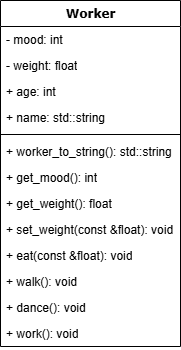 Worker
- mood: int
- weight: float
+ age: int
+ name: std::string
+ worker_to_string(): std::string
+ get_mood(): int
+ get_weight(): float
+ set_weight(const &float): void
+ eat(const &float): void
+ walk(): void
+ dance(): void
+ work(): void